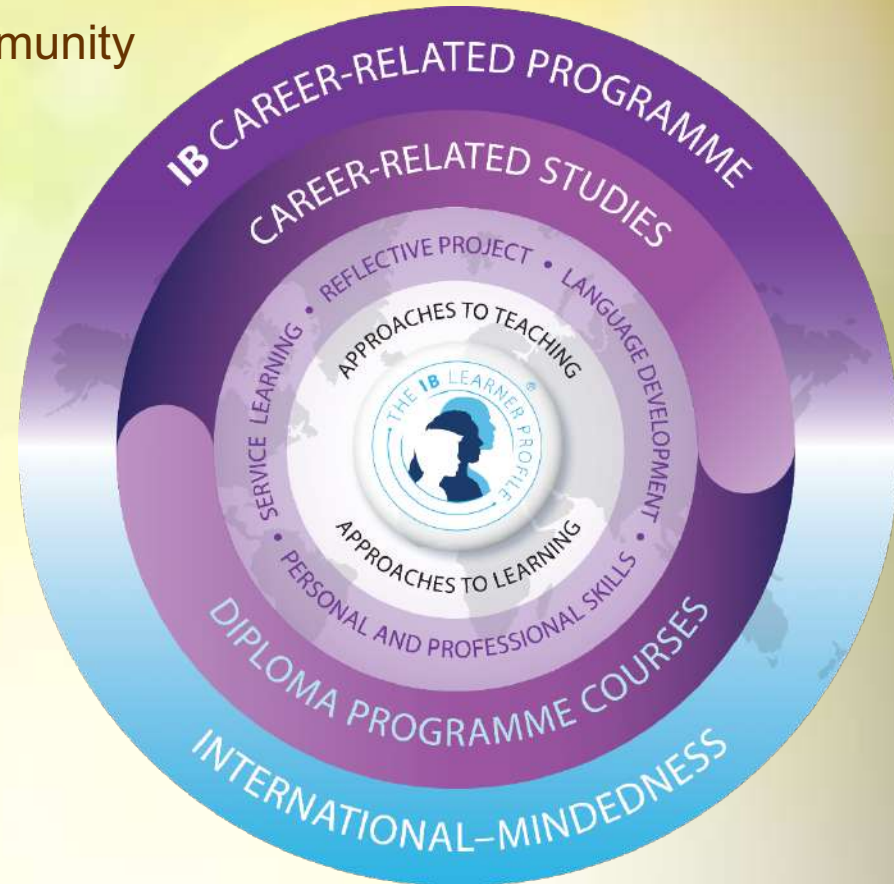 munity
IB CAREER-RELATED PROGRAMME
CAREER-RELATED STUDIES
• SERVICE LEARNING • REFLECTIVE PROJECT • LANGUAGE DEVELOPMENT •
APPROACHES TO TEACHING
• THE IB LEARNER PROFILE • ®
APPROACHES TO LEARNING
PERSONAL AND PROFESSIONAL SKILLS
DIPLOMA PROGRAMME COURSES
INTERNATIONAL–MINDEDNESS